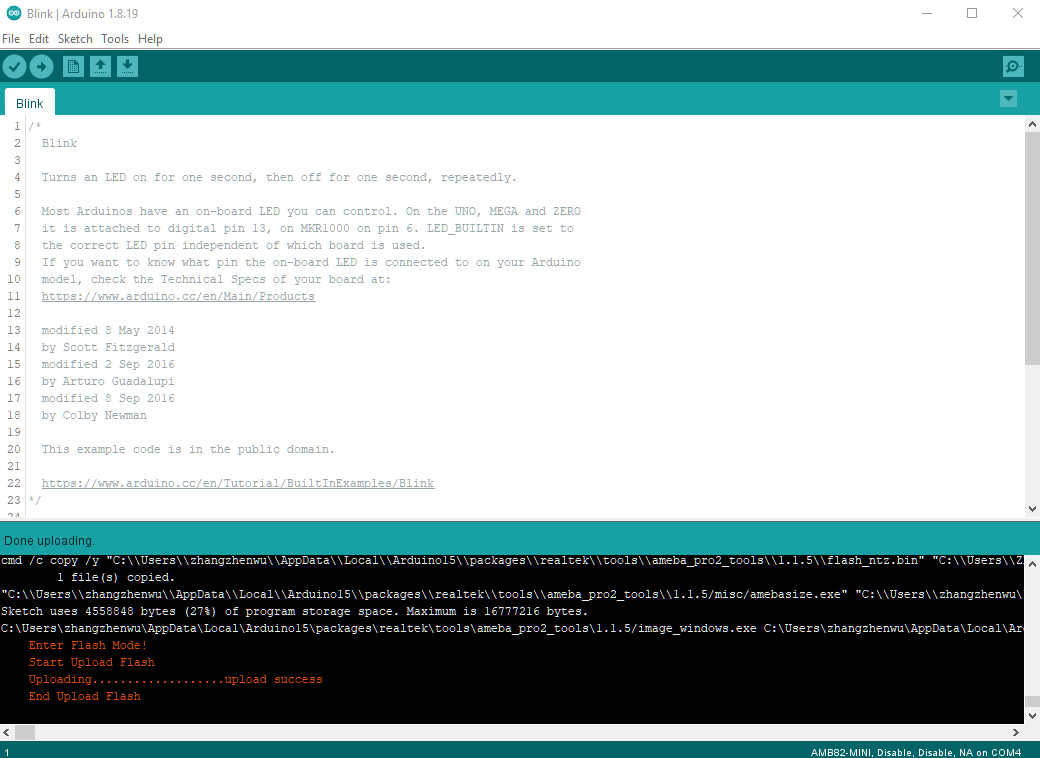 Blink | Arduino 1.8.19
File Edit Sketch Tools Help
Blink
1 /*
2 Blink
3
4 Turns an LED on for one second, then off for one second, repeatedly.
5
6 Most Arduinos have an on-board LED you can control. On the UNO, MEGA and ZERO
7 it is attached to digital pin 13, on MKR1000 on pin 6. LED_BUILTIN is set to
8 the correct LED pin independent of which board is used.
9 If you want to know what pin the on-board LED is connected to on your Arduino
10 model, check the Technical Specs of your board at:
11 https://www.arduino.cc/en/Main/Products
12
13 modified 8 May 2014
14 by Scott Fitzgerald
15 modified 2 Sep 2016
16 by Arturo Guadalupi
17 modified 8 Sep 2016
18 by Colby Newman
19
20 This example code is in the public domain.
21
22 https://www.arduino.cc/en/Tutorial/BuiltInExamples/Blink
23 */
24
Done uploading.
cmd /c copy /y "C:\\Users\\zhangzhenwu\\AppData\\Local\\Arduino15\\packages\\realtek\\tools\\ameba_pro2_tools\\1.1.5\\flash_ntz.bin" "C:\\Users\\Z
1 file(s) copied.
"C:\\Users\\zhangzhenwu\\AppData\\Local\\Arduino15\\packages\\realtek\\tools\\ameba_pro2_tools\\1.1.5/misc/amebasize.exe" "C:\\Users\\zhangzhenwu\
Sketch uses 4558848 bytes (27%) of program storage space. Maximum is 16777216 bytes.
C:\Users\zhangzhenwu\AppData\Local\Arduino15\packages\realtek\tools\ameba_pro2_tools\1.1.5/image_windows.exe C:\Users\zhangzhenwu\AppData\Local\Ar
Enter Flash Mode!
Start Upload Flash
Uploading...................upload success
End Upload Flash
1 AMB82-MINI, Disable, Disable, NA on COM4